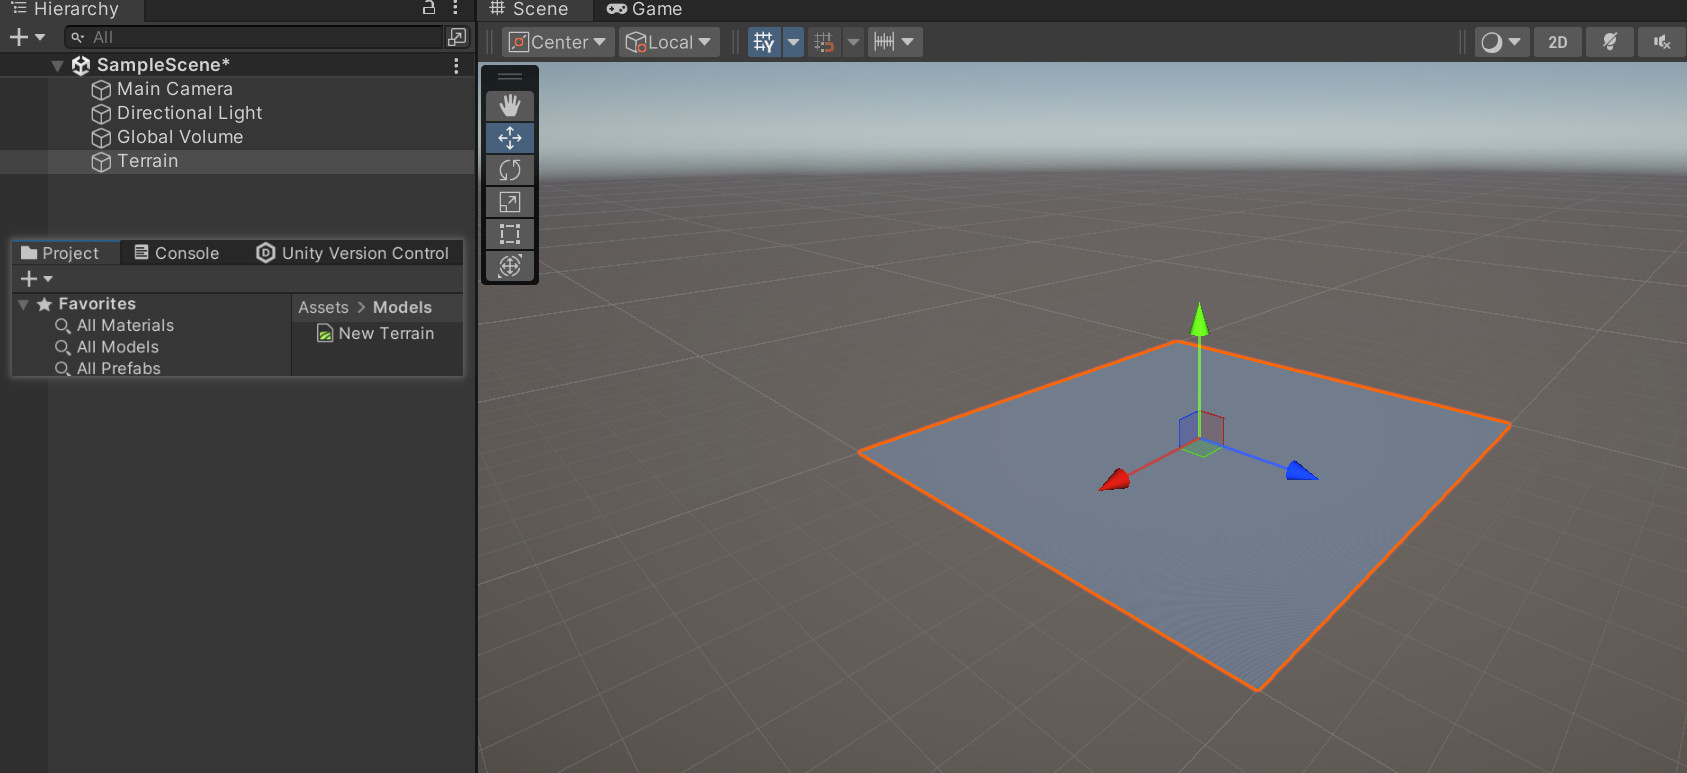 Hierarchy
All
SampleScene*
Main Camera
Directional Light
Global Volume
Terrain
Project Console Unity Version Control
Favorites
All Materials
All Models
All Prefabs
Assets > Models
New Terrain
Scene Game
Center Local 2D